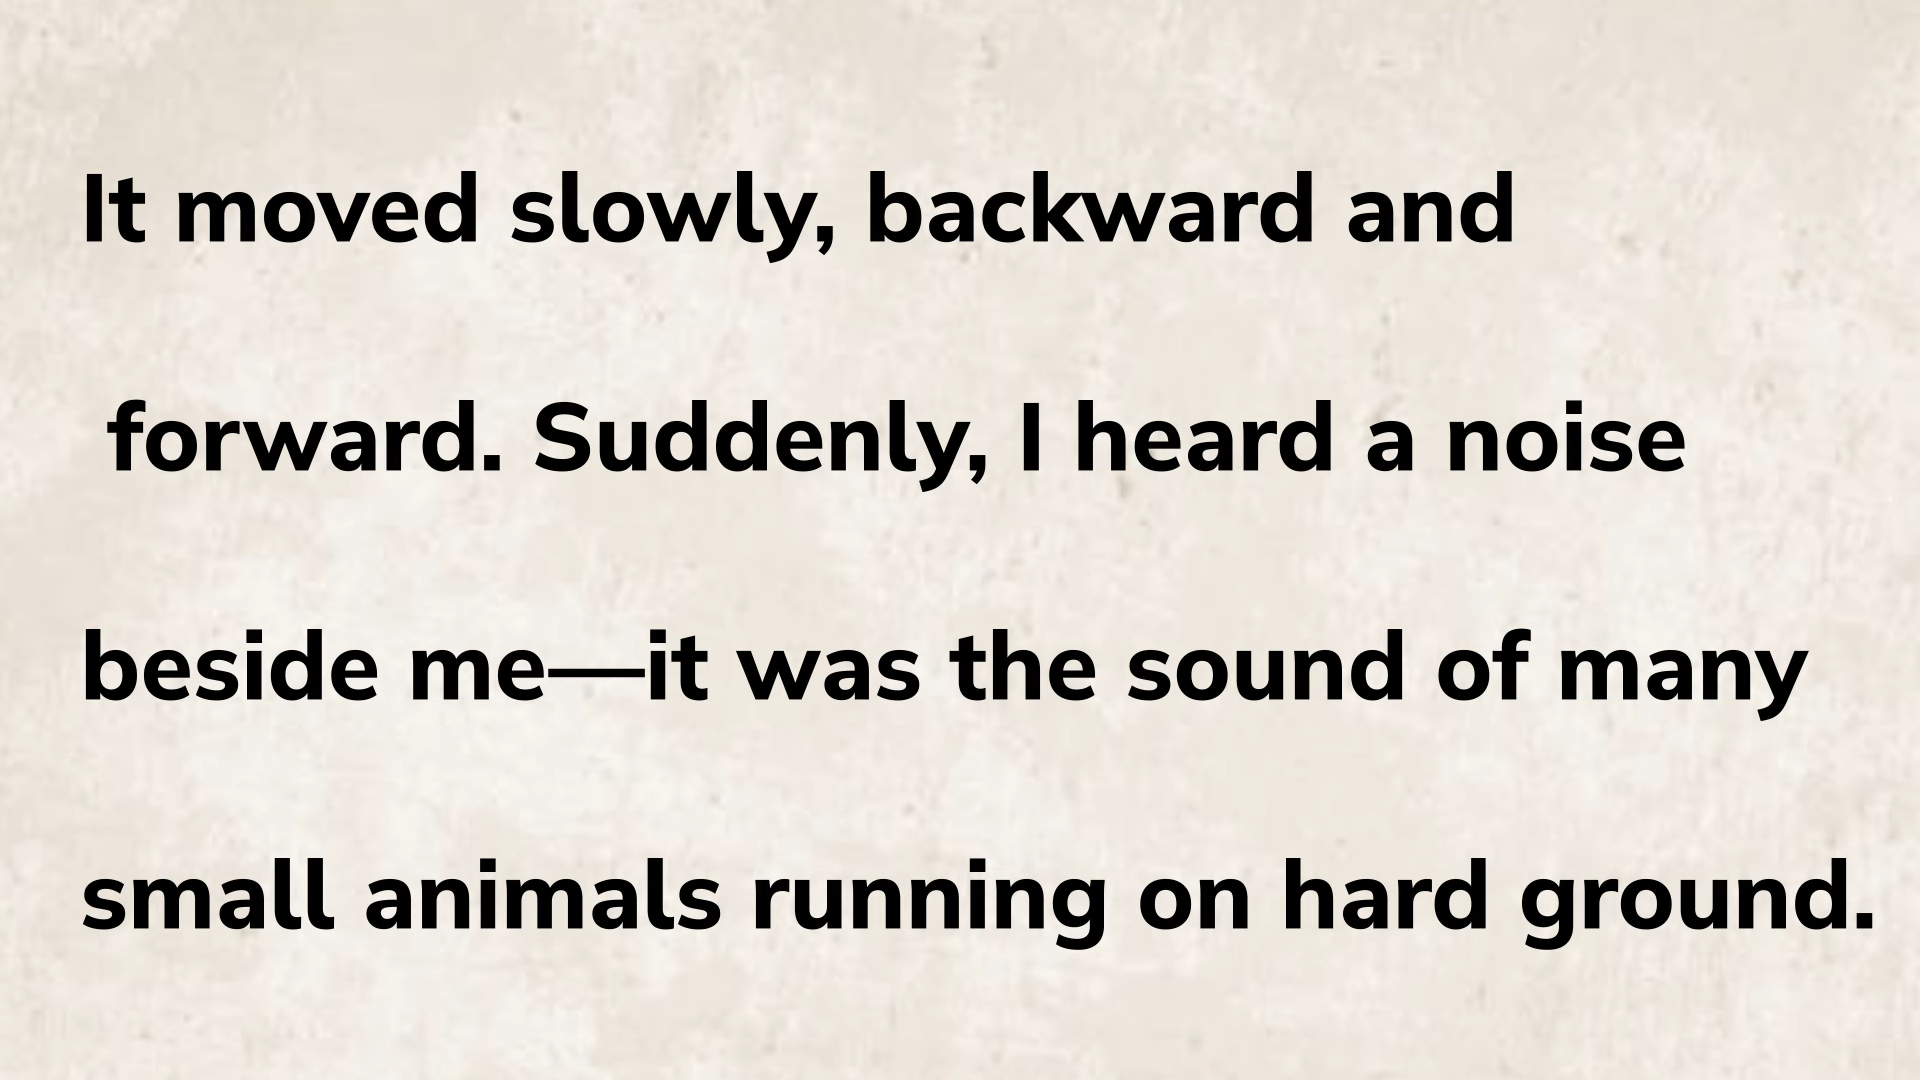 It moved slowly, backward and
forward. Suddenly, I heard a noise
beside me—it was the sound of many
small animals running on hard ground.